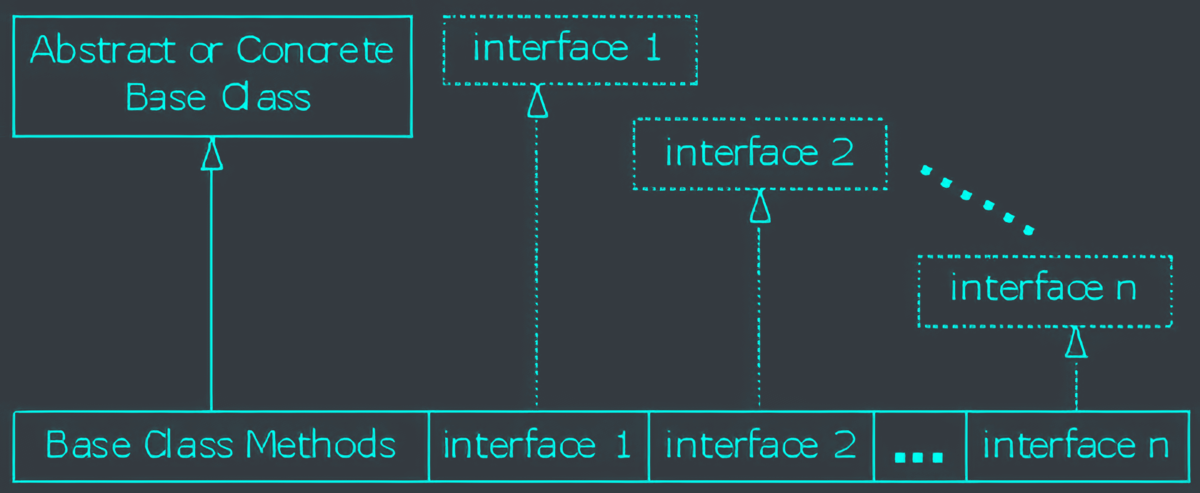 Abstract or Concrete
Base Class
interface 1
interface 2
interface n
Base Class Methods
interface 1
interface 2
...
interface n